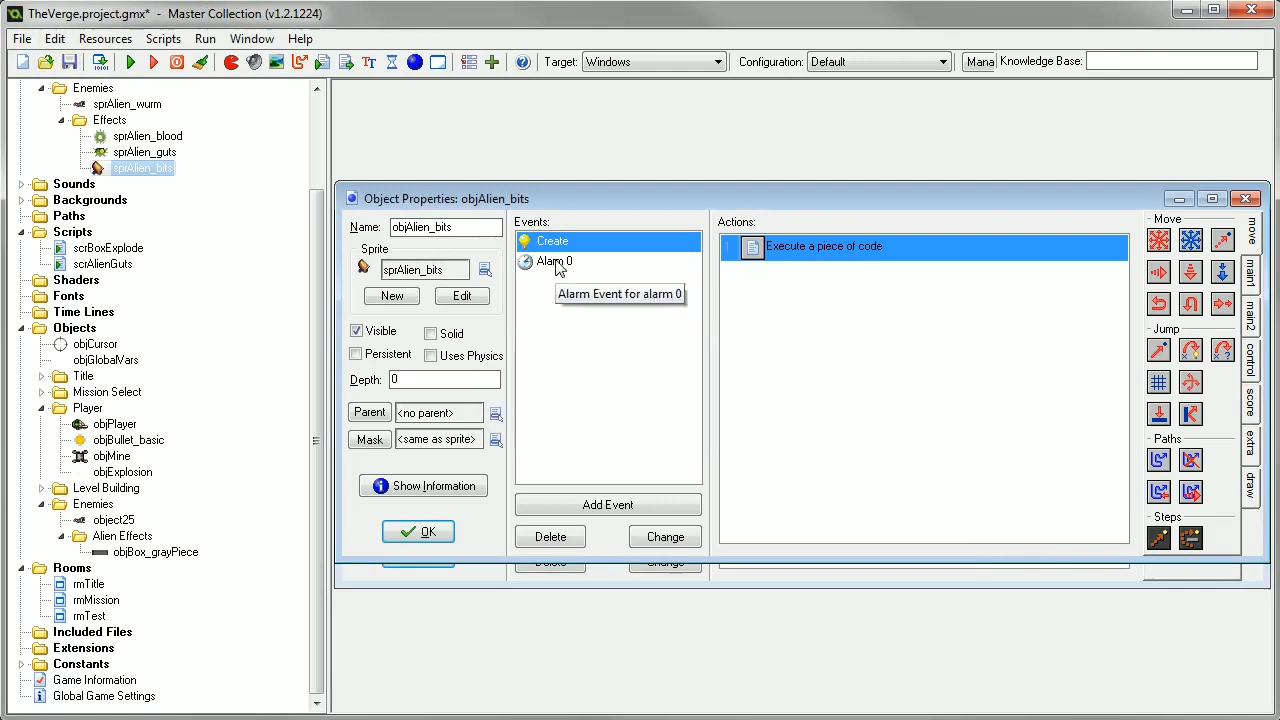 TheVerge.project.gmx* - Master Collection (v1.2.1224)
File Edit Resources Scripts Run Window Help
Target: Windows Configuration: Default Mana Knowledge Base:
Enemies
sprAlien_wurm
Effects
sprAlien_blood
sprAlien_guts
sprAlien_bits
Sounds
Backgrounds
Paths
Scripts
scrBoxExplode
scrAlienGuts
Shaders
Fonts
Time Lines
Objects
objCursor
objGlobalVars
Title
Mission Select
Player
objPlayer
objBullet_basic
objMine
objExplosion
Level Building
Enemies
object25
Alien Effects
objBox_grayPiece
Rooms
rmTitle
rmMission
rmTest
Included Files
Extensions
Constants
Game Information
Global Game Settings
Object Properties: objAlien_bits
Name: objAlien_bits
Sprite
sprAlien_bits
New Edit
Visible Solid
Persistent Uses Physics
Depth: 0
Parent <no parent>
Mask <same as sprite>
Show Information
OK
Events:
Create
Alarm 0
Alarm Event for alarm 0
Add Event
Delete Change
Delete Change
Actions:
1 Execute a piece of code
Move
Jump
Paths
Steps
move
main1
main2
control
score
extra
draw